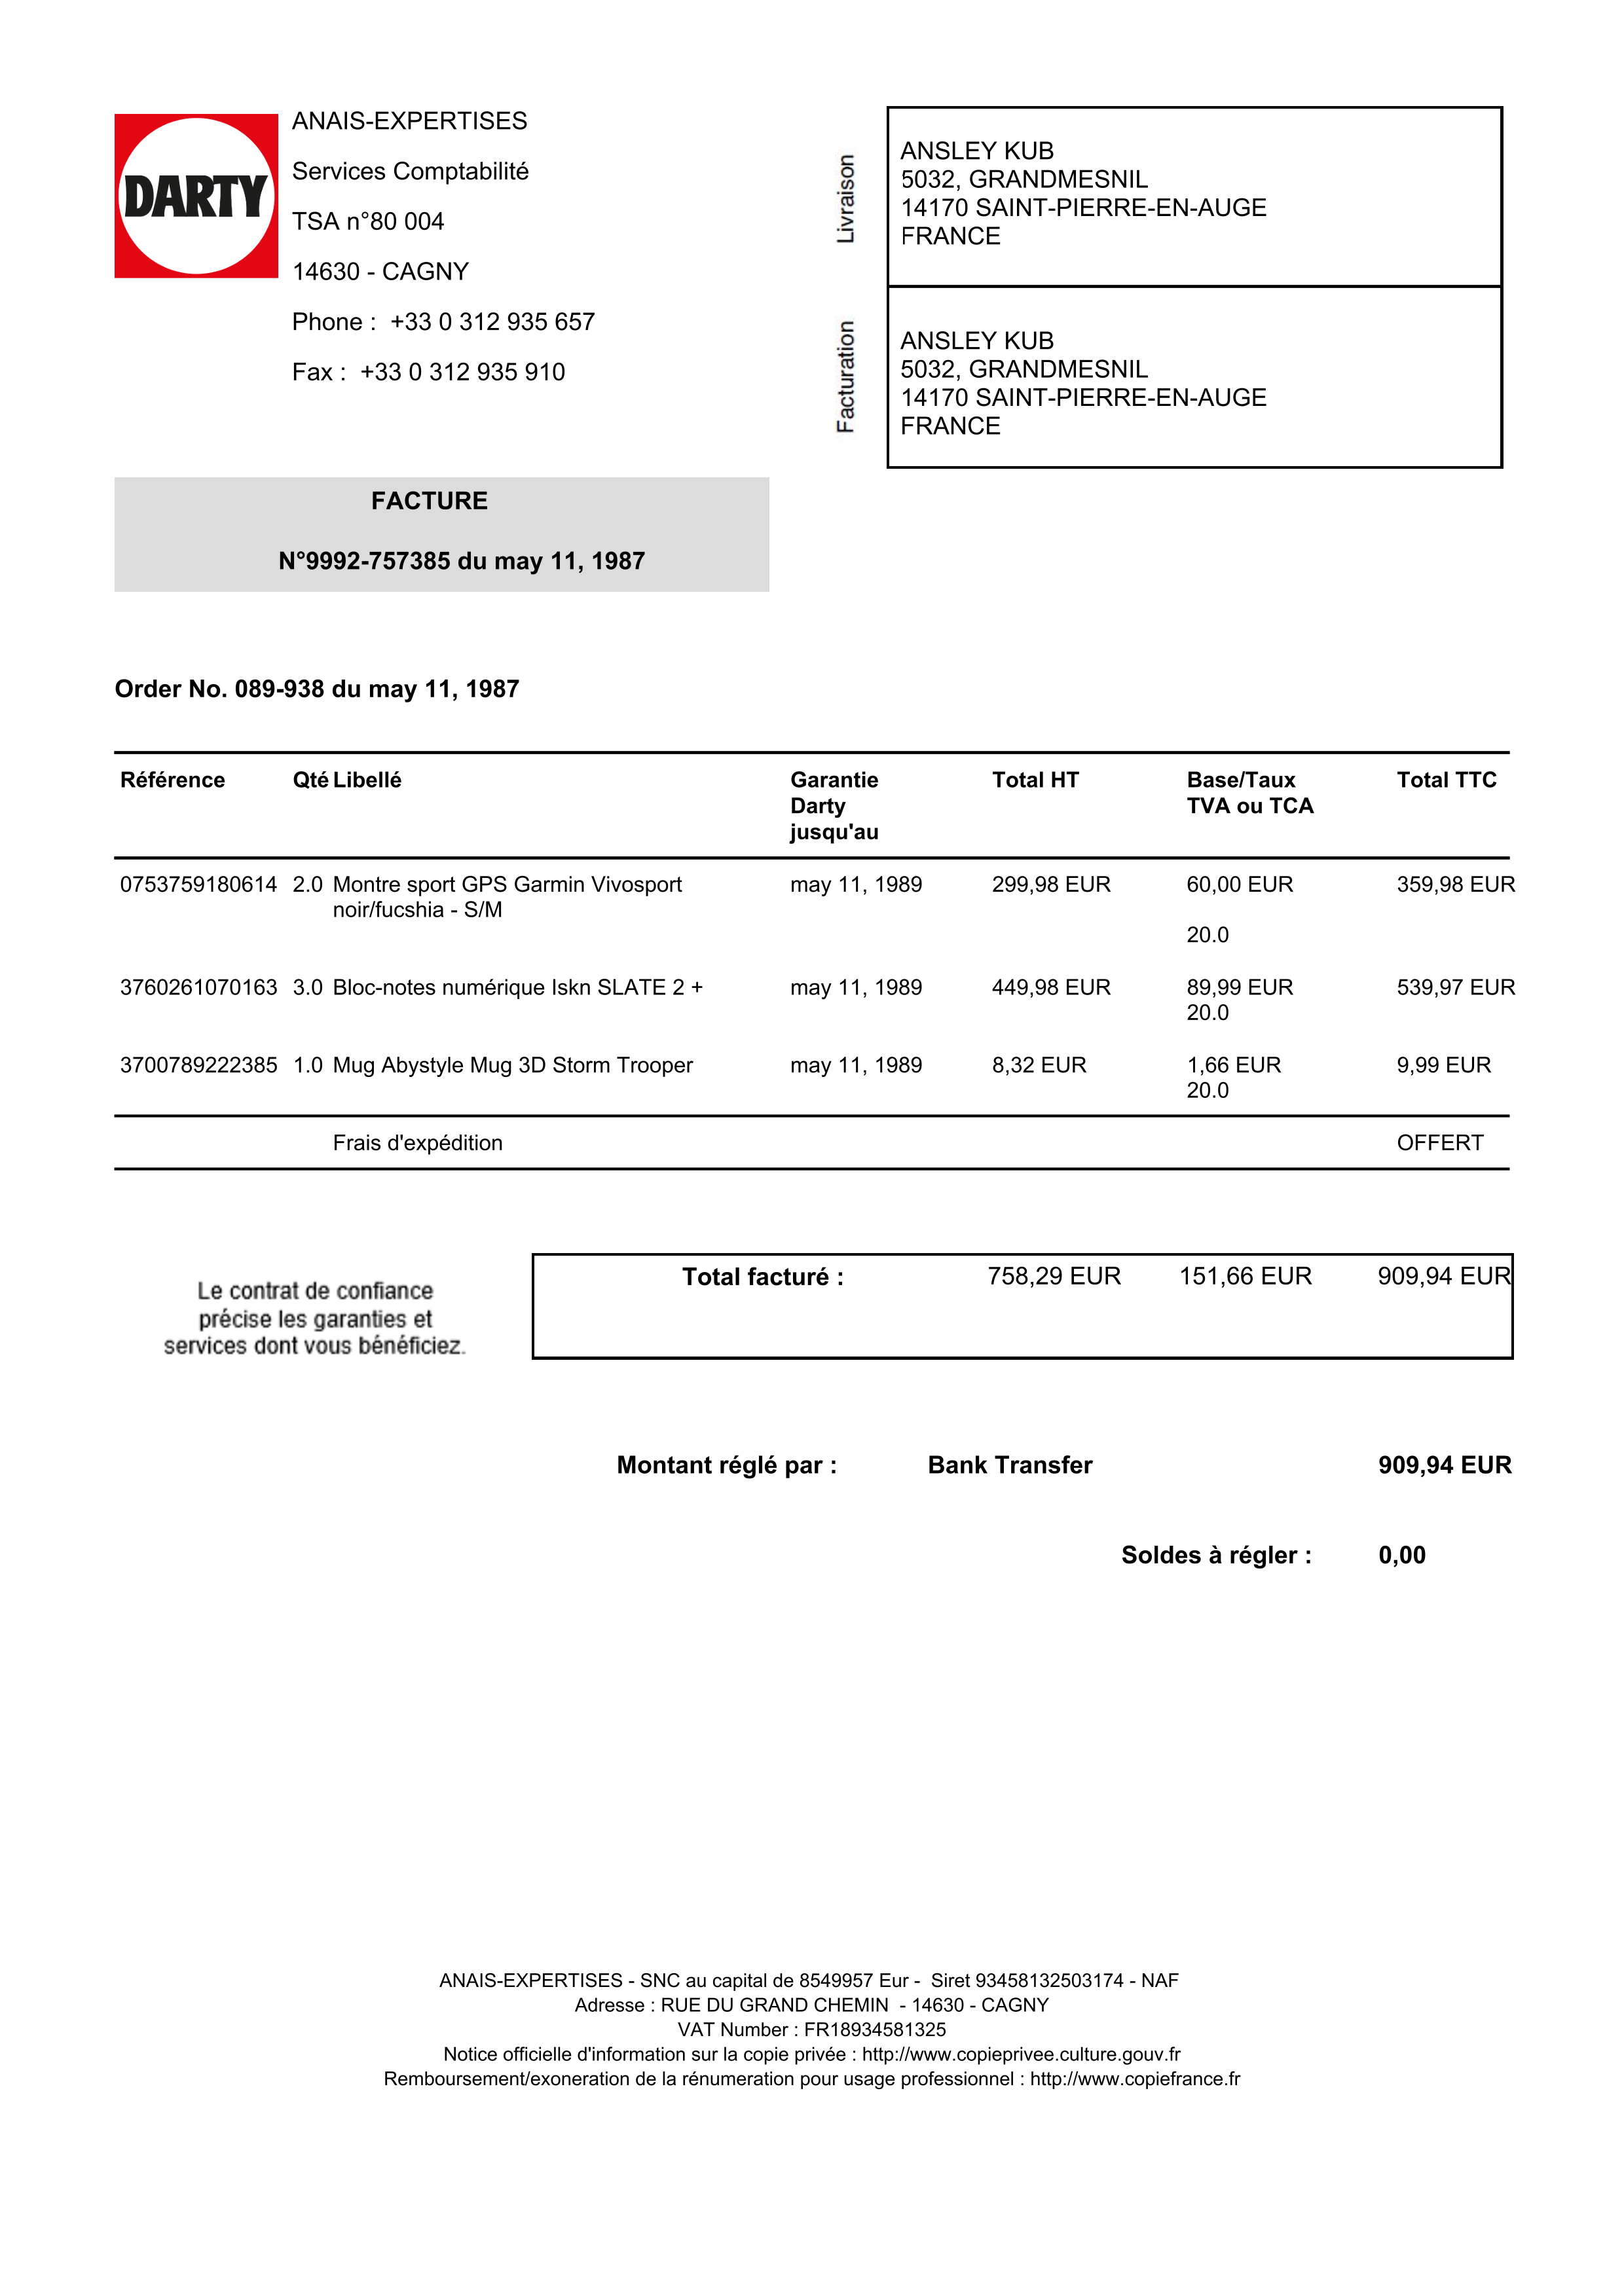 DARTY
ANAIS-EXPERTISES
Services Comptabilité
TSA n°80 004
14630 - CAGNY
Phone :  +33 0 312 935 657
Fax :  +33 0 312 935 910
Livraison
ANSLEY KUB
5032, GRANDMESNIL
14170 SAINT-PIERRE-EN-AUGE
FRANCE
Facturation
ANSLEY KUB
5032, GRANDMESNIL
14170 SAINT-PIERRE-EN-AUGE
FRANCE
FACTURE
N°9992-757385 du may 11, 1987
Order No. 089-938 du may 11, 1987
Référence Qté Libellé Garantie Total HT Base/Taux Total TTC
Darty TVA ou TCA
jusqu'au
0753759180614 2.0 Montre sport GPS Garmin Vivosport may 11, 1989 299,98 EUR 60,00 EUR 359,98 EUR
noir/fucshia - S/M
20.0
3760261070163 3.0 Bloc-notes numérique Iskn SLATE 2 + may 11, 1989 449,98 EUR 89,99 EUR 539,97 EUR
20.0
3700789222385 1.0 Mug Abystyle Mug 3D Storm Trooper may 11, 1989 8,32 EUR 1,66 EUR 9,99 EUR
20.0
Frais d'expédition OFFERT
Le contrat de confiance
précise les garanties et
services dont vous bénéficiez.
Total facturé : 758,29 EUR 151,66 EUR 909,94 EUR
Montant réglé par : Bank Transfer 909,94 EUR
Soldes à régler : 0,00
ANAIS-EXPERTISES - SNC au capital de 8549957 Eur -  Siret 93458132503174 - NAF
Adresse : RUE DU GRAND CHEMIN  - 14630 - CAGNY
VAT Number : FR18934581325
Notice officielle d'information sur la copie privée : http://www.copieprivee.culture.gouv.fr
Remboursement/exoneration de la rénumeration pour usage professionnel : http://www.copiefrance.fr